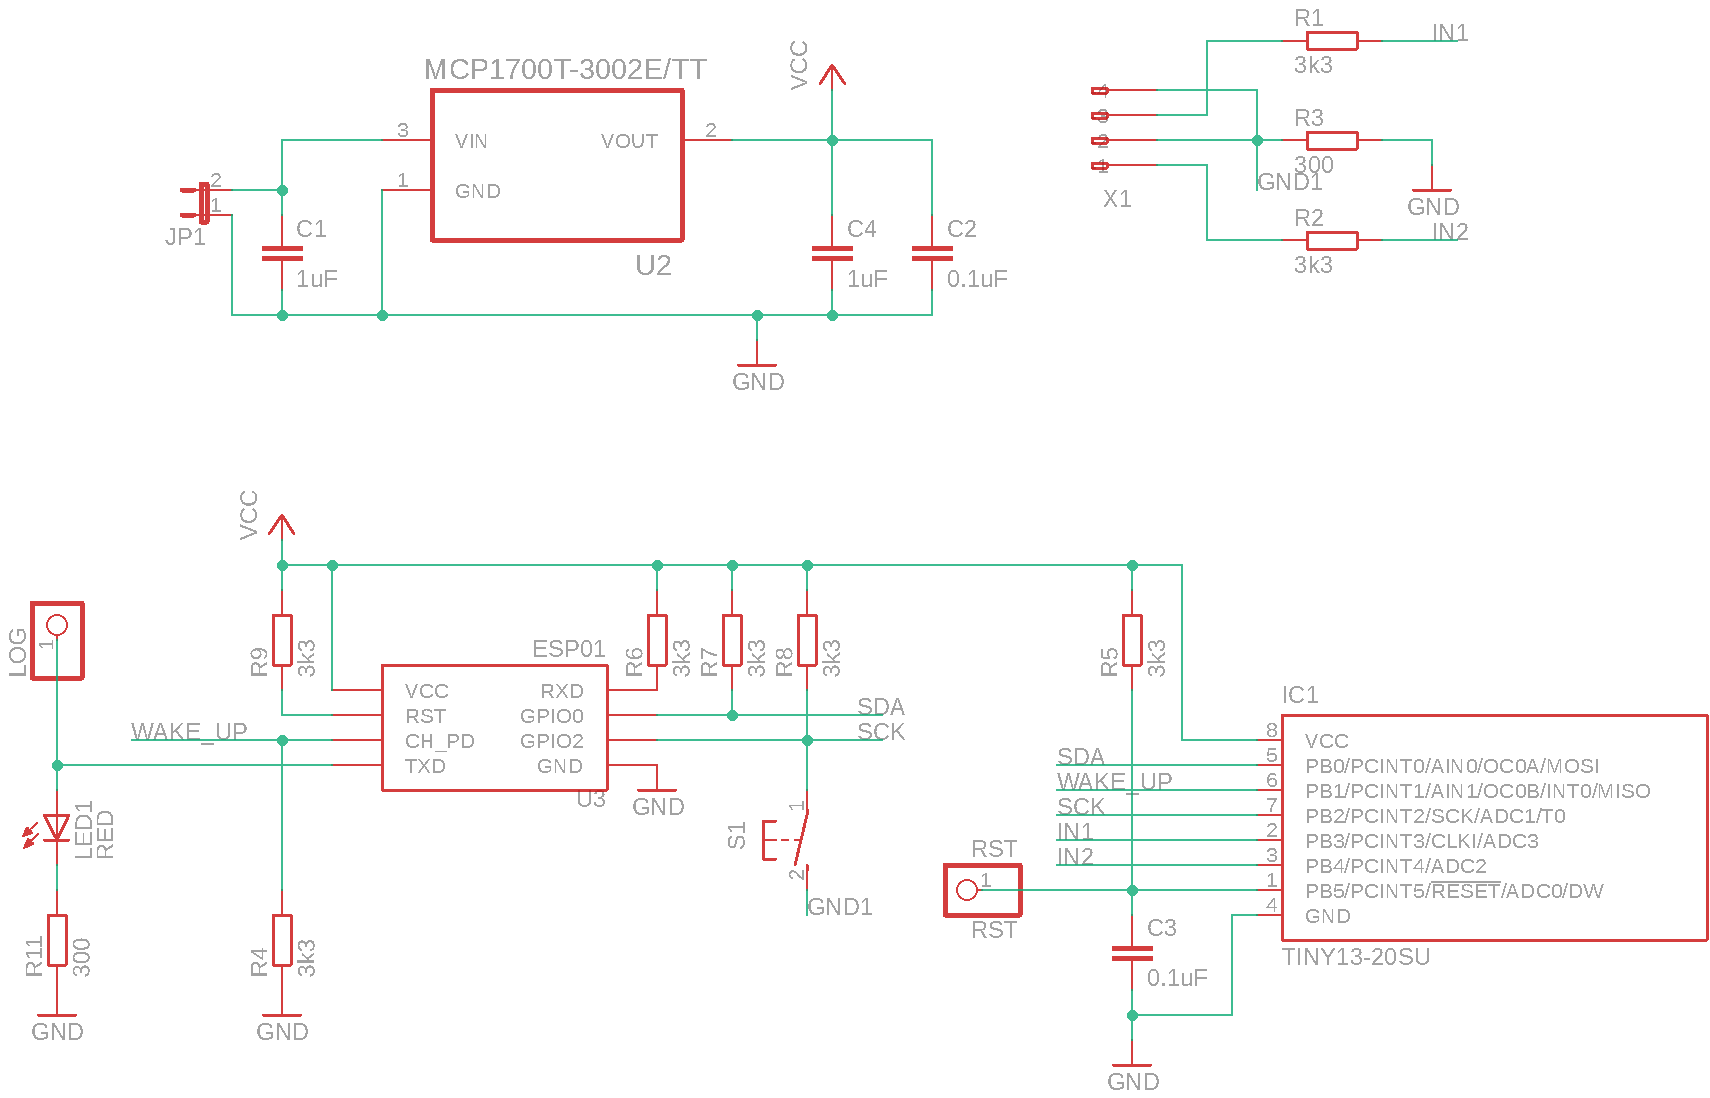 MCP1700T-3002E/TT
VCC
3
VIN
VOUT
2
1
GND
2
1
JP1
C1
1uF
U2
C4
1uF
C2
0.1uF
GND
R1
IN1
3k3
4
3
2
1
X1
R3
300
GND1
GND
R2
IN2
3k3
VCC
LOG
1
R9
3k3
ESP01
R6
3k3
R7
3k3
R8
3k3
R5
3k3
VCC
RXD
RST
GPIO0
SDA
WAKE_UP
CH_PD
GPIO2
SCK
TXD
GND
U3
GND
LED1
RED
S1
1
2
GND1
R11
300
GND
R4
3k3
GND
IC1
8
VCC
SDA
5
PB0/PCINT0/AIN0/OC0A/MOSI
WAKE_UP
6
PB1/PCINT1/AIN1/OC0B/INT0/MISO
SCK
7
PB2/PCINT2/SCK/ADC1/T0
IN1
2
PB3/PCINT3/CLKI/ADC3
IN2
3
PB4/PCINT4/ADC2
RST
1
1
PB5/PCINT5/RESET/ADC0/DW
4
GND
RST
C3
0.1uF
TINY13-20SU
GND